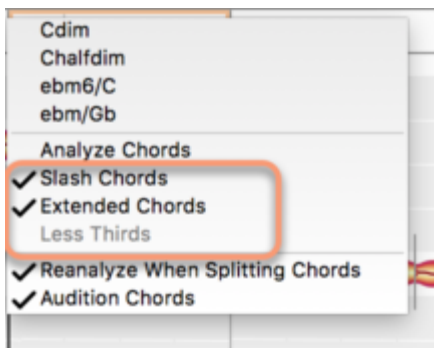 Cdim
Chalfdim
ebm6/C
ebm/Gb
Analyze Chords
Slash Chords
Extended Chords
Less Thirds
Reanalyze When Splitting Chords
Audition Chords